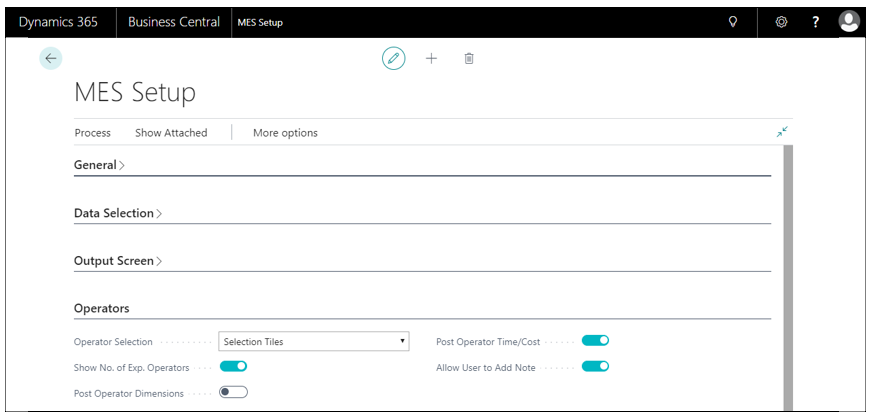 Dynamics 365 Business Central MES Setup ?
MES Setup
Process Show Attached More options
General
Data Selection
Output Screen
Operators
Operator Selection Selection Tiles Post Operator Time/Cost
Show No. of Exp. Operators Allow User to Add Note
Post Operator Dimensions